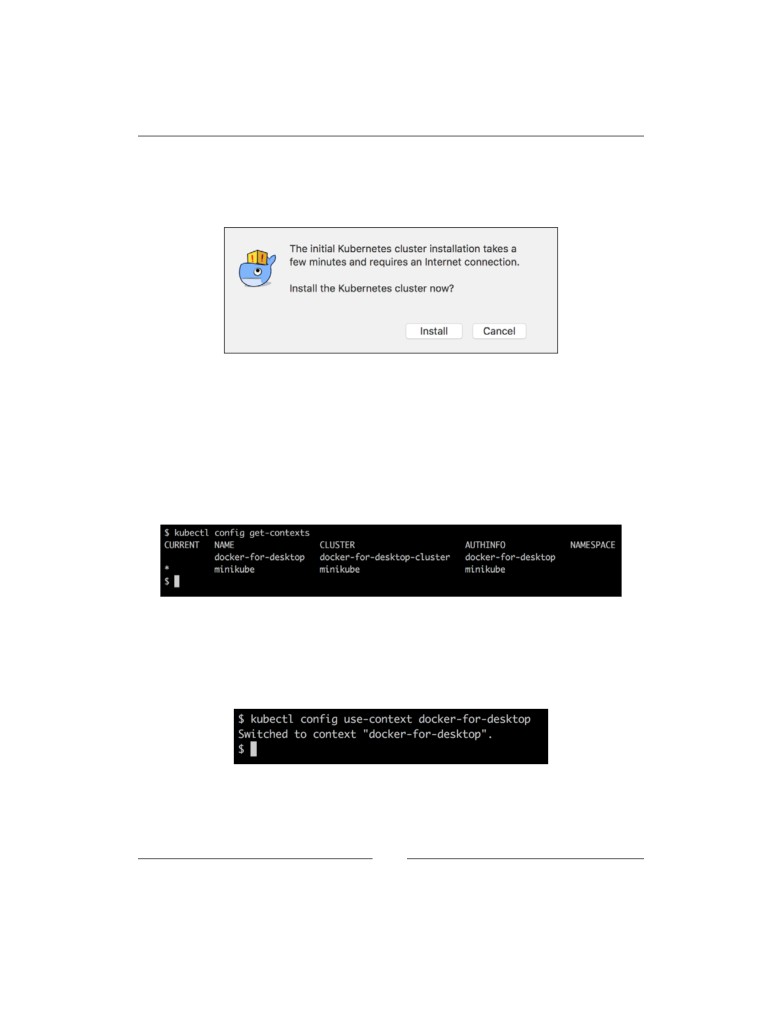 The initial Kubernetes cluster installation takes a
few minutes and requires an Internet connection.
Install the Kubernetes cluster now?
Install Cancel
$ kubectl config get-contexts
CURRENT NAME CLUSTER AUTHINFO NAMESPACE
docker-for-desktop docker-for-desktop-cluster docker-for-desktop
* minikube minikube minikube
$
$ kubectl config use-context docker-for-desktop
Switched to context "docker-for-desktop".
$